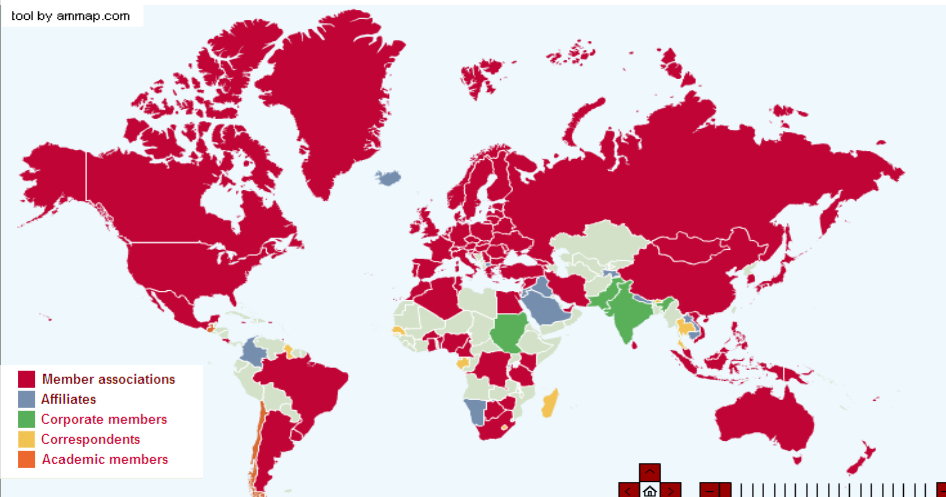 tool by ammap.com
Member associations
Affiliates
Corporate members
Correspondents
Academic members